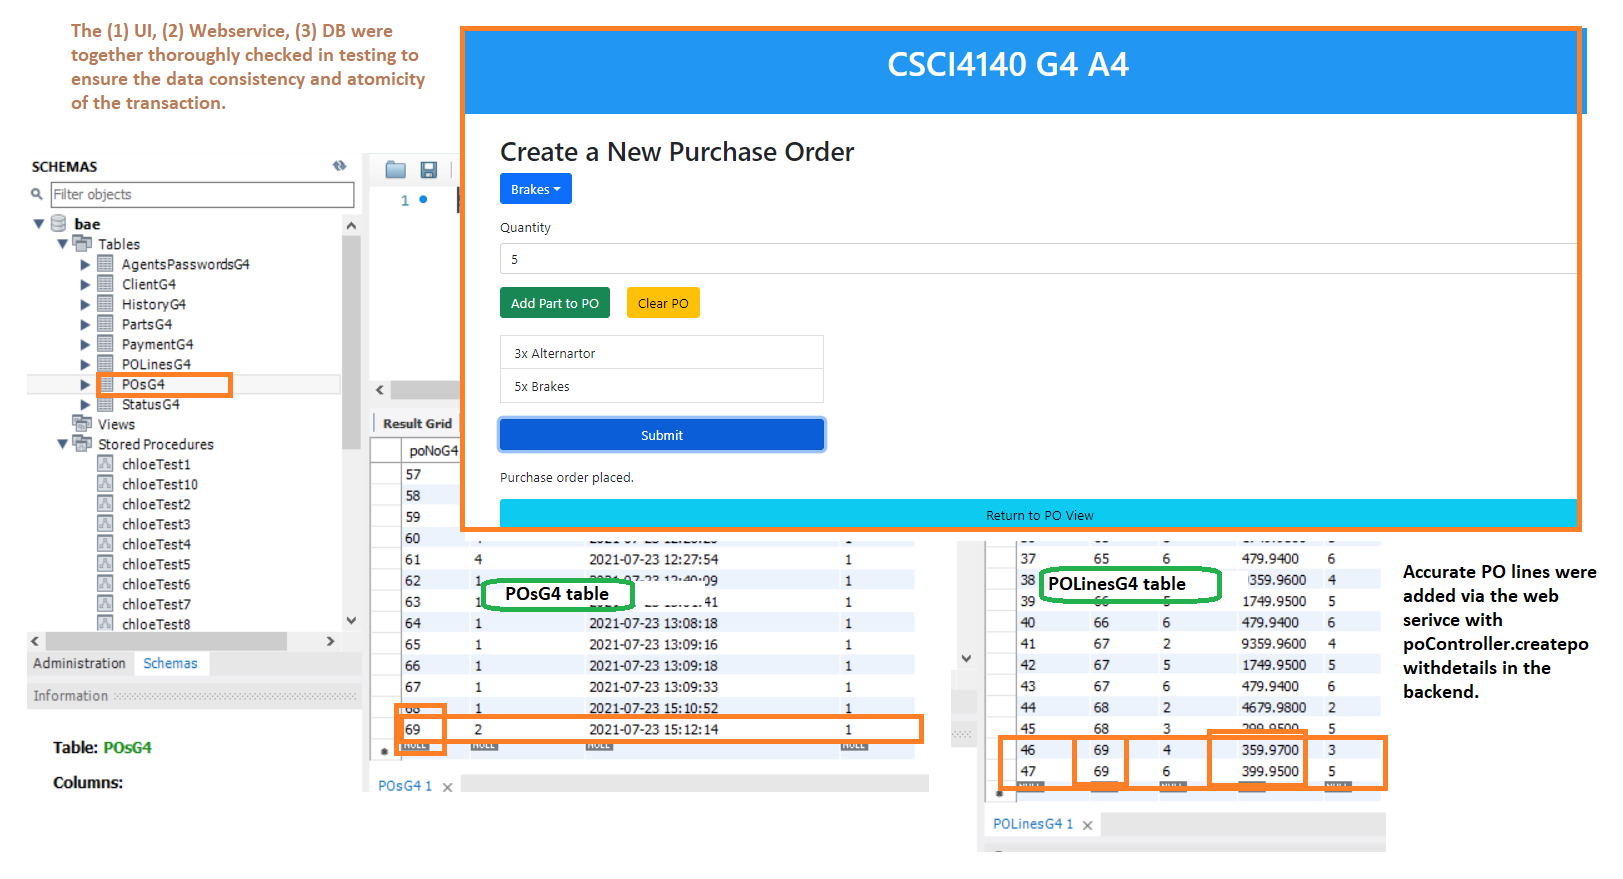 The (1) UI, (2) Webservice, (3) DB were
together thoroughly checked in testing to
ensure the data consistency and atomicity
of the transaction.
CSCI4140 G4 A4
Create a New Purchase Order
Brakes
Quantity
5
Add Part to PO
Clear PO
3x Alternartor
5x Brakes
Submit
Purchase order placed.
Return to PO View
SCHEMAS
Filter objects
bae
Tables
AgentsPasswordsG4
ClientG4
HistoryG4
PartsG4
PaymentG4
POLinesG4
POsG4
StatusG4
Views
Stored Procedures
chloeTest1
chloeTest10
chloeTest2
chloeTest3
chloeTest4
chloeTest5
chloeTest6
chloeTest7
chloeTest8
Administration Schemas
Information
Table: POsG4
Columns:
1
Result Grid
poNoG4
57
58
59
60
61 4 2021-07-23 12:27:54 1
62 1 1
63 1
64 1 2021-07-23 13:08:18 1
65 1 2021-07-23 13:09:16 1
66 1 2021-07-23 13:09:18 1
67 1 2021-07-23 13:09:33 1
68 1 2021-07-23 15:10:52 1
69 2 2021-07-23 15:12:14 1
NULL NULL NULL NULL
POsG4 table
POsG4 1
37 65 6 479.9400 6
38 4
39 66 5 1749.9500 5
40 66 6 479.9400 6
41 67 2 9359.9600 4
42 67 5 1749.9500 5
43 67 6 479.9400 6
44 68 2 4679.9800 2
45 68 3 5
46 69 4 359.9700 3
47 69 6 399.9500 5
POLinesG4 table
POLinesG4 1
Accurate PO lines were
added via the web
serivce with
poController.createpo
withdetails in the
backend.